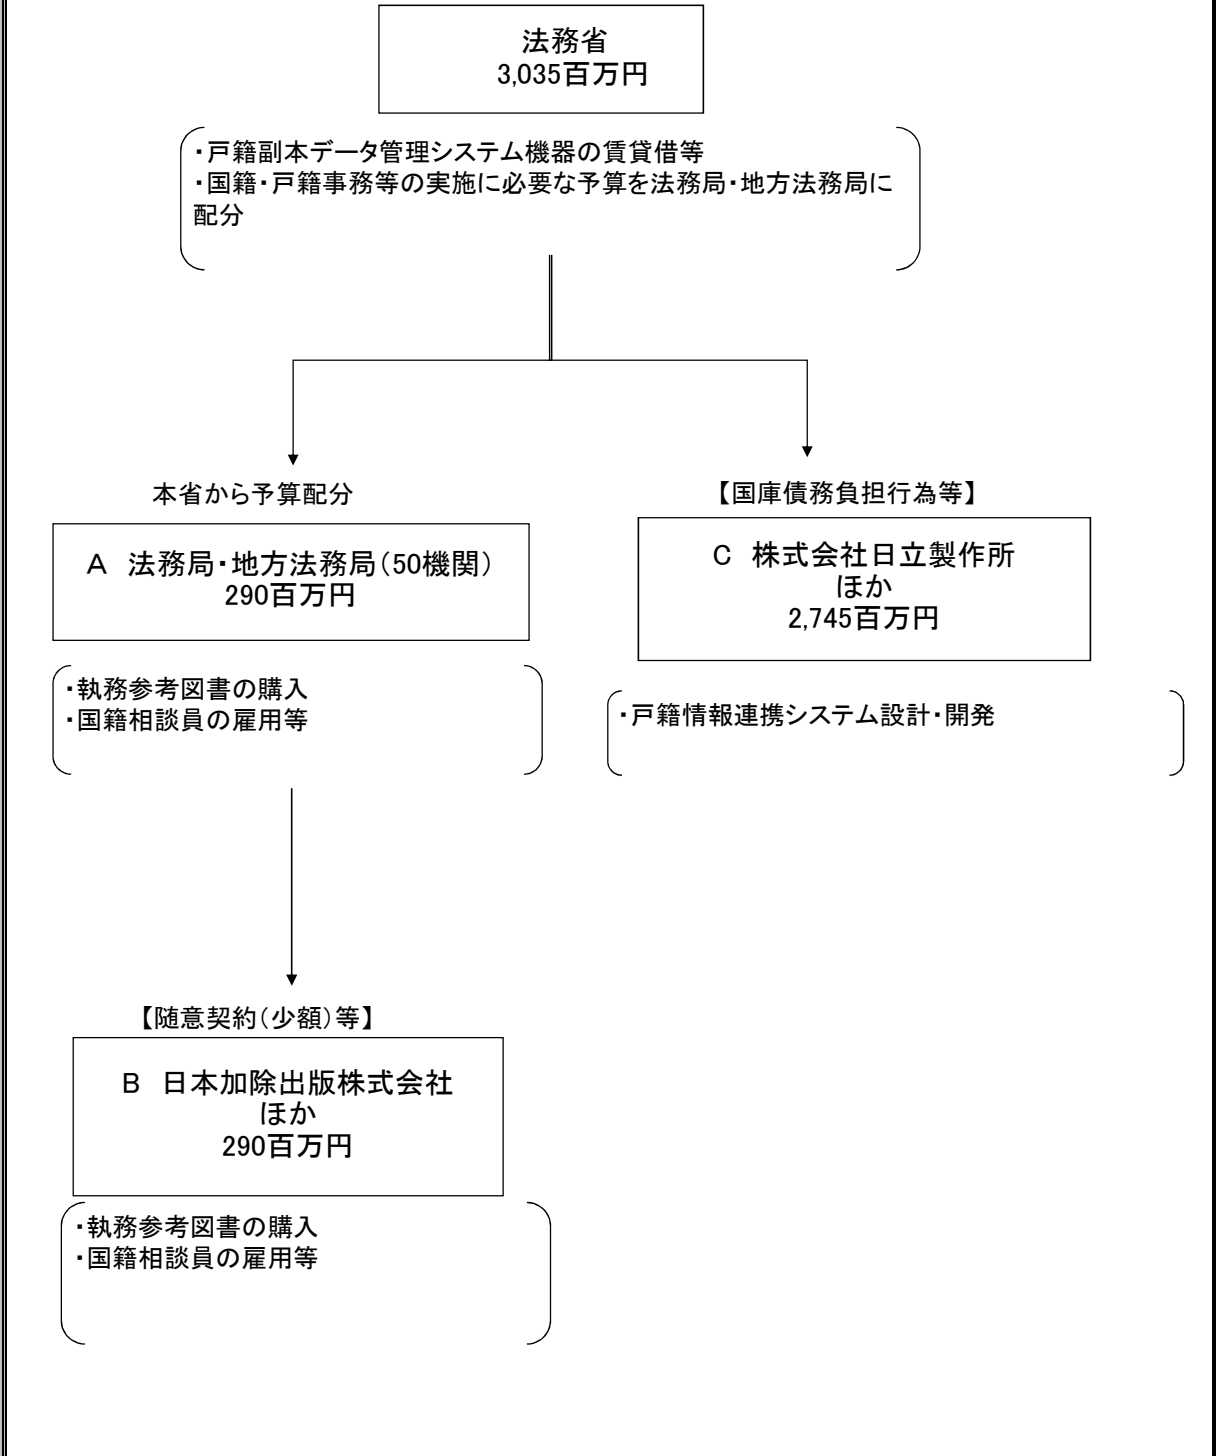 法務省
3,035百万円
・戸籍副本データ管理システム機器の賃貸借等
・国籍・戸籍事務等の実施に必要な予算を法務局・地方法務局に
配分
本省から予算配分
A　法務局・地方法務局（50機関）
290百万円
・執務参考図書の購入
・国籍相談員の雇用等
【国庫債務負担行為等】
C　株式会社日立製作所
ほか
2,745百万円
・戸籍情報連携システム設計・開発
【随意契約（少額）等】
B　日本加除出版株式会社
ほか
290百万円
・執務参考図書の購入
・国籍相談員の雇用等